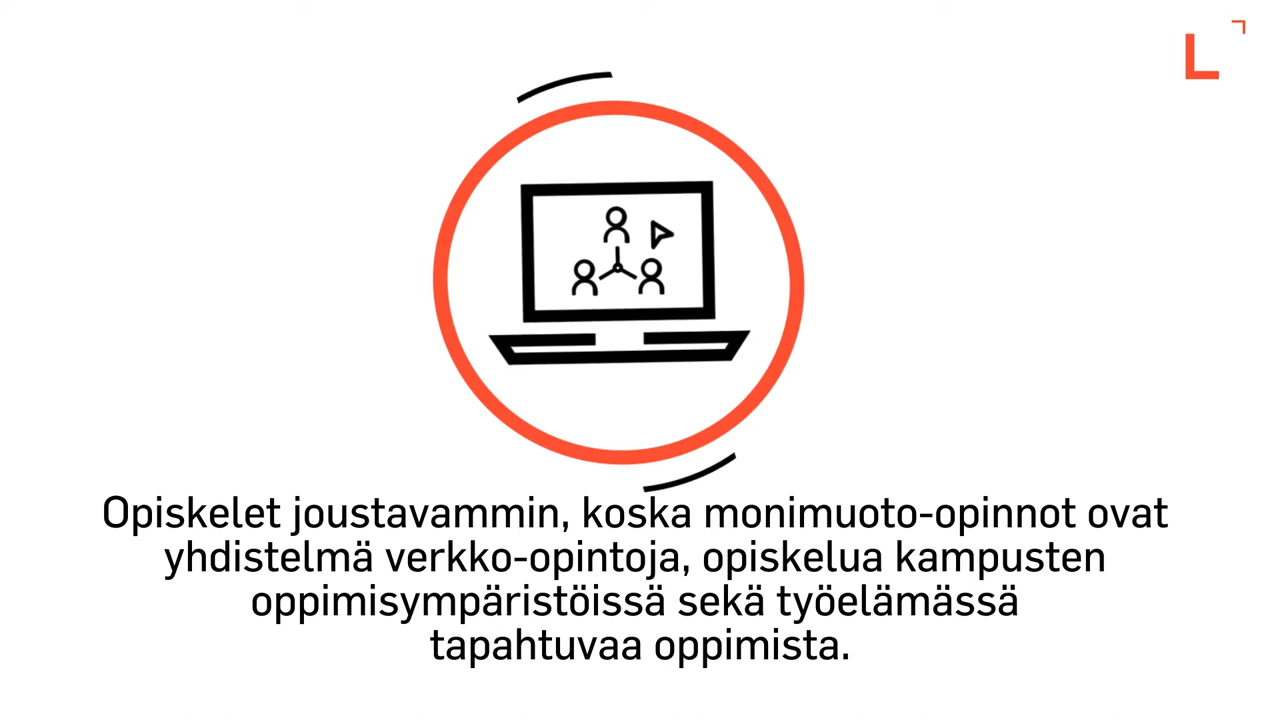 L
Opiskelet joustavammin, koska monimuoto-opinnot ovat
yhdistelmä verkko-opintoja, opiskelua kampusten
oppimisympäristöissä sekä työelämässä
tapahtuvaa oppimista.